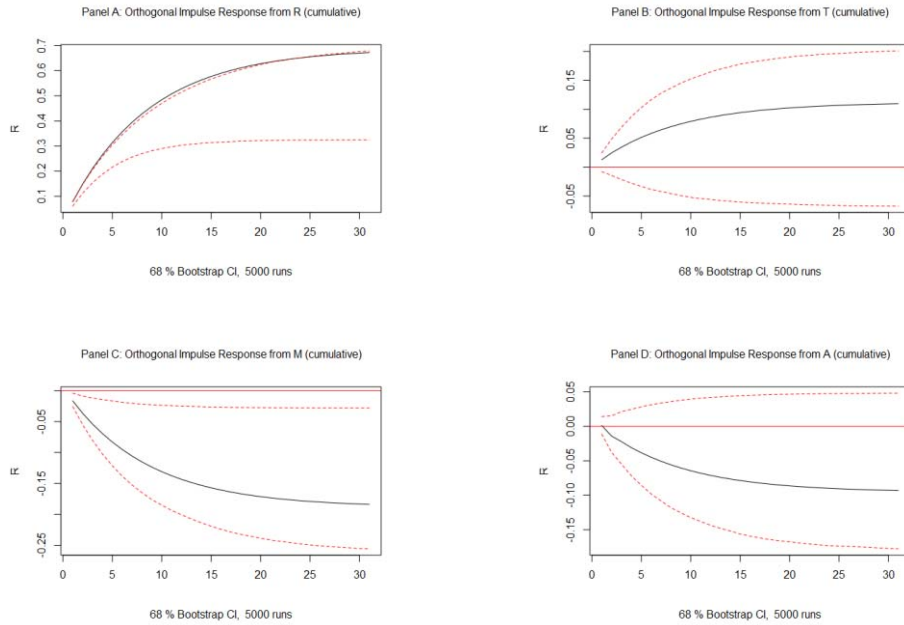 Panel A: Orthogonal Impulse Response from R (cumulative)
R
0.7
0.6
0.5
0.4
0.3
0.2
0.1
0 5 10 15 20 25 30
68 % Bootstrap CI, 5000 runs
Panel B: Orthogonal Impulse Response from T (cumulative)
R
0.15
0.05
-0.05
0 5 10 15 20 25 30
68 % Bootstrap CI, 5000 runs
Panel C: Orthogonal Impulse Response from M (cumulative)
R
-0.05
-0.15
-0.25
0 5 10 15 20 25 30
68 % Bootstrap CI, 5000 runs
Panel D: Orthogonal Impulse Response from A (cumulative)
R
0.05
0.00
-0.05
-0.10
-0.15
0 5 10 15 20 25 30
68 % Bootstrap CI, 5000 runs